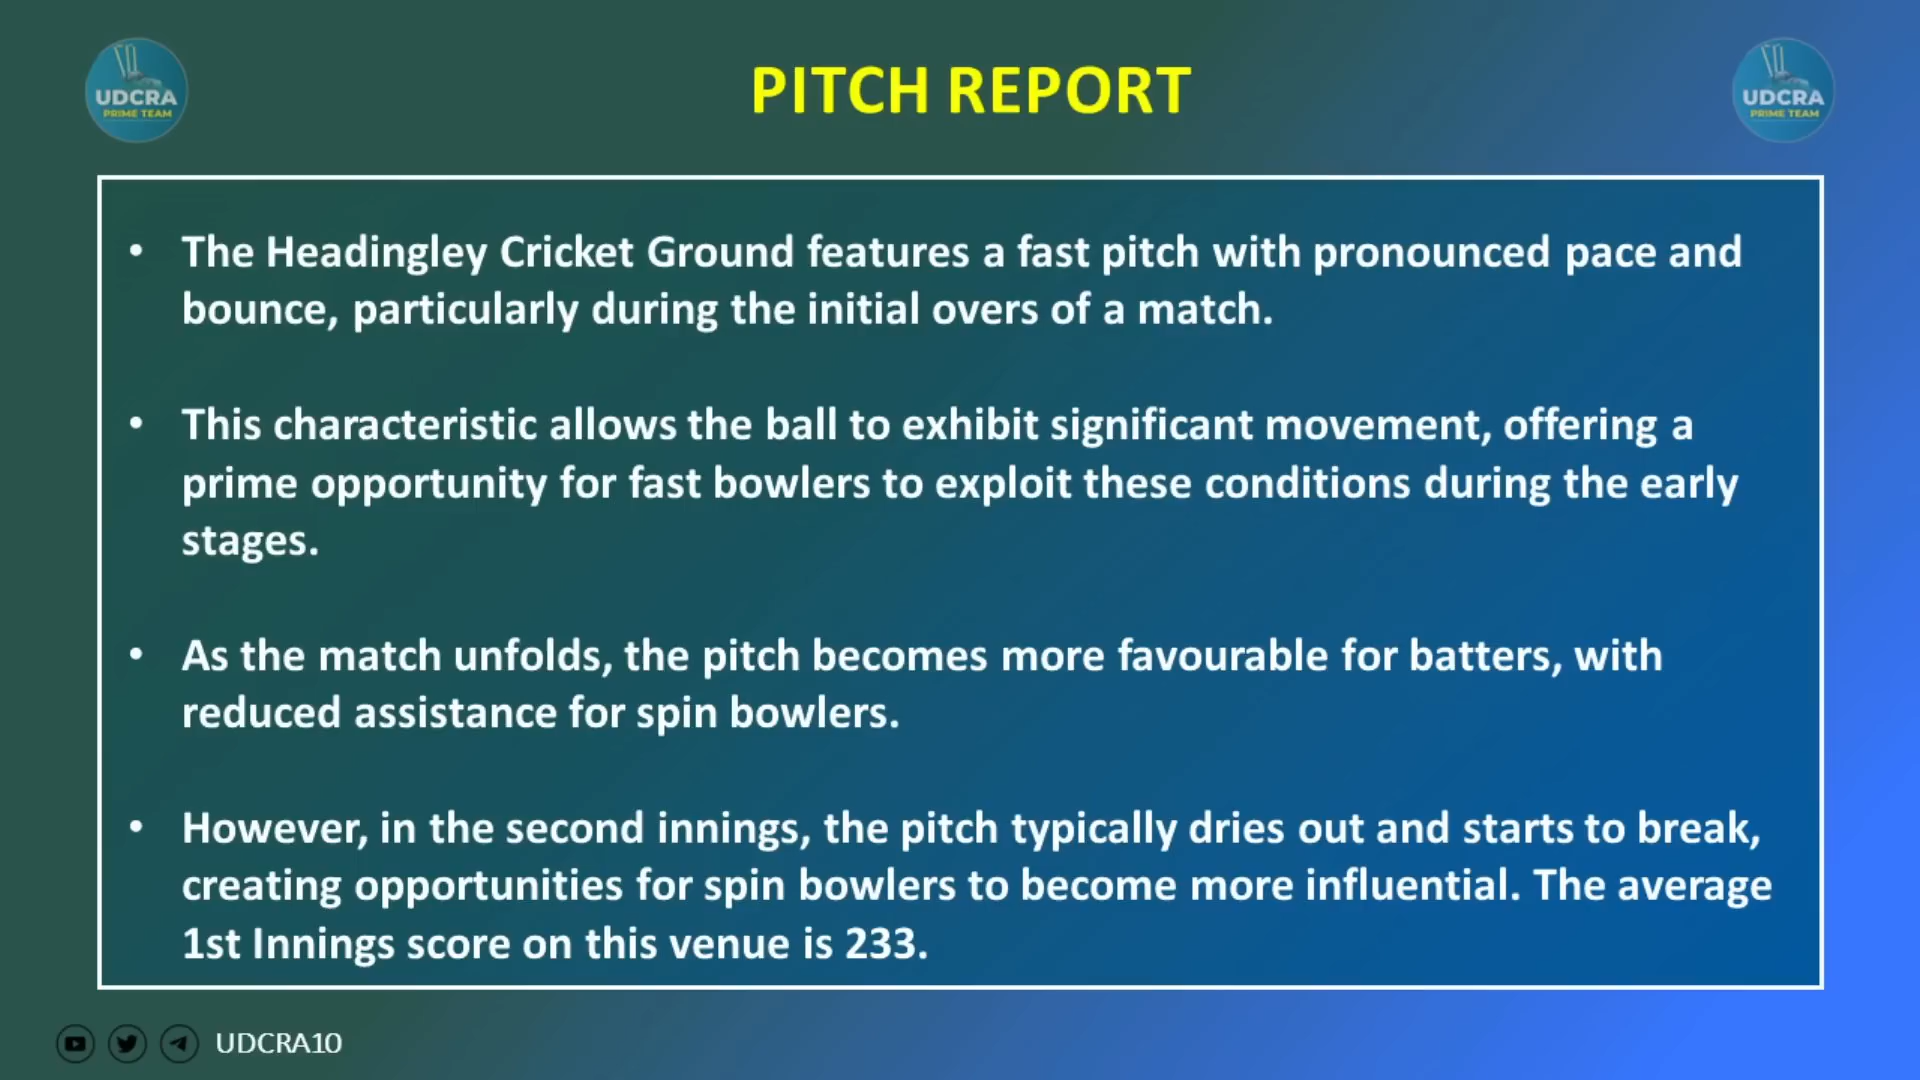 UDCRA
PRIME TEAM
PITCH REPORT
UDCRA
PRIME TEAM
• The Headingley Cricket Ground features a fast pitch with pronounced pace and
bounce, particularly during the initial overs of a match.
• This characteristic allows the ball to exhibit significant movement, offering a
prime opportunity for fast bowlers to exploit these conditions during the early
stages.
• As the match unfolds, the pitch becomes more favourable for batters, with
reduced assistance for spin bowlers.
• However, in the second innings, the pitch typically dries out and starts to break,
creating opportunities for spin bowlers to become more influential. The average
1st Innings score on this venue is 233.
UDCRA10